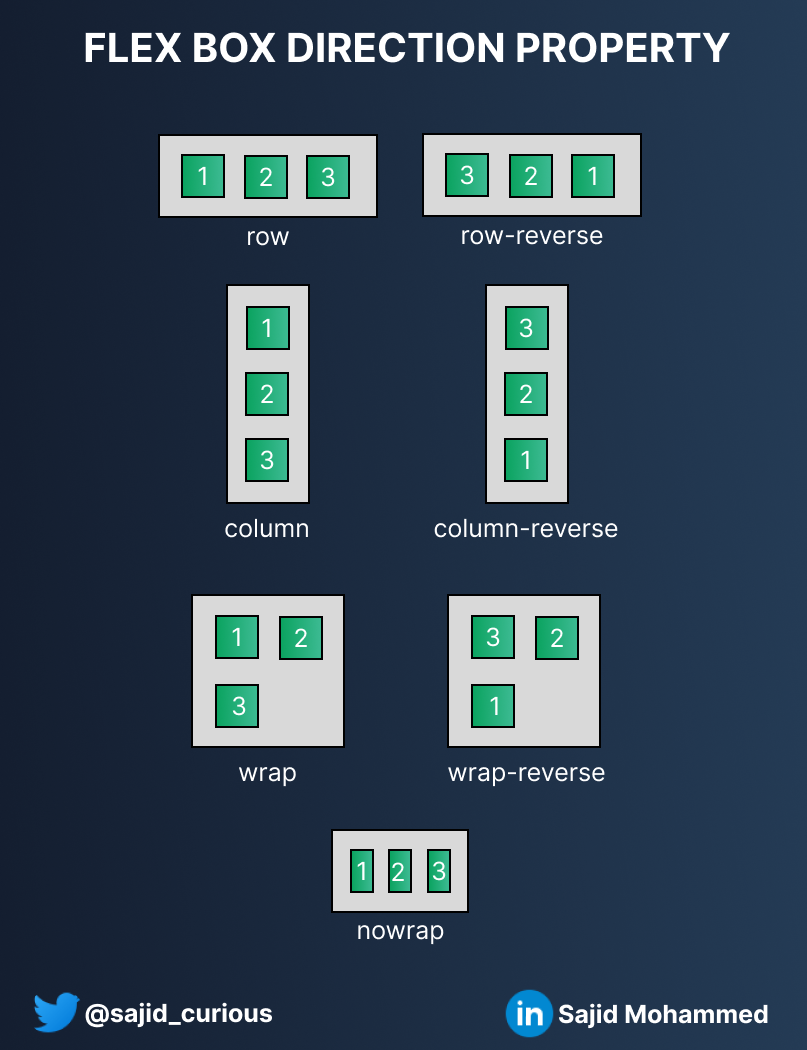 FLEX BOX DIRECTION PROPERTY
1 2 3
3 2 1
row
row-reverse
1
2
3
3
2
1
column
column-reverse
1 2
3
3 2
1
wrap
wrap-reverse
1 2 3
nowrap
@sajid_curious
in Sajid Mohammed